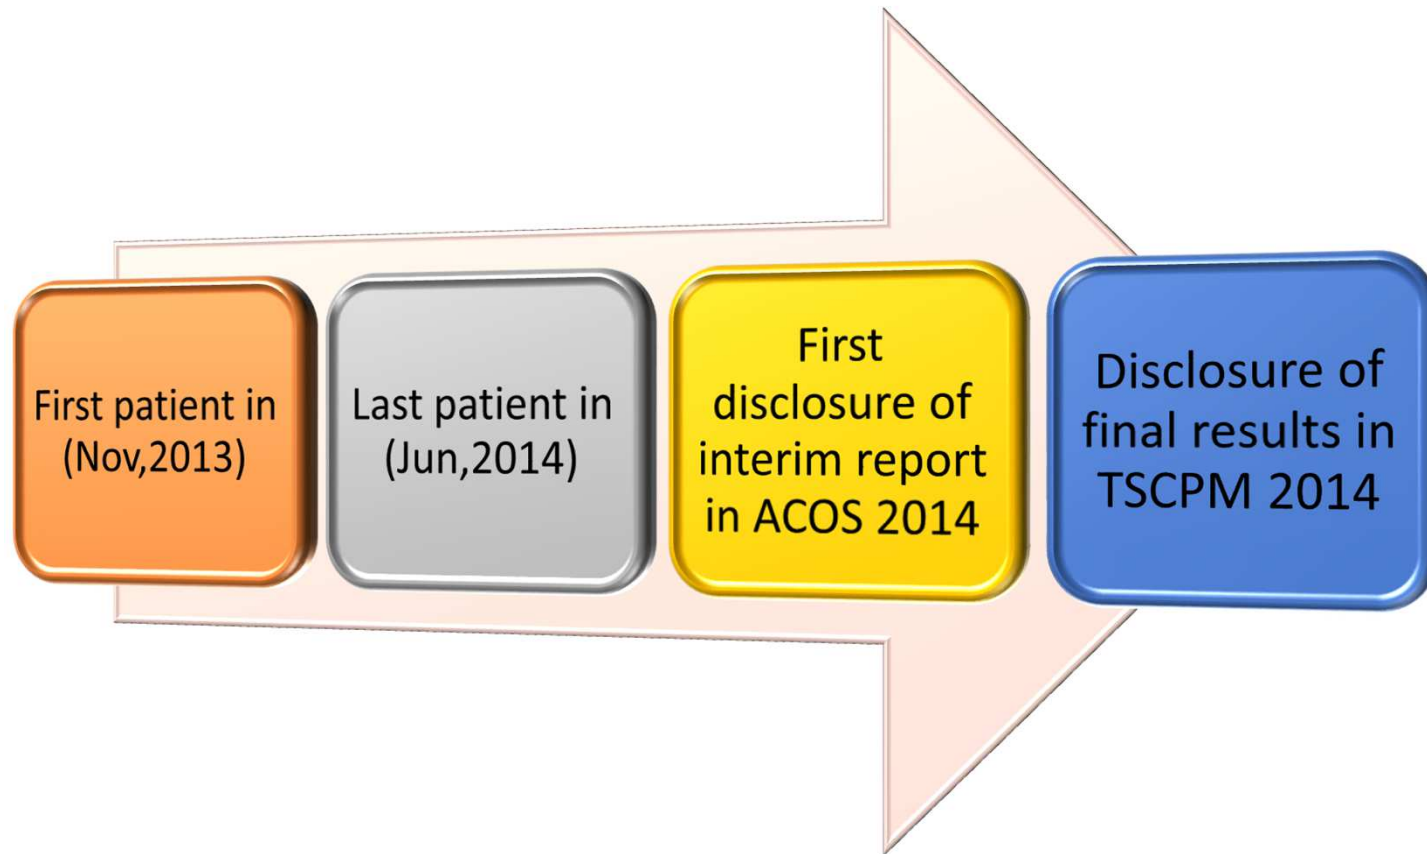 First patient in
(Nov,2013)
Last patient in
(Jun,2014)
First
disclosure of
interim report
in ACOS 2014
Disclosure of
final results in
TSCPM 2014